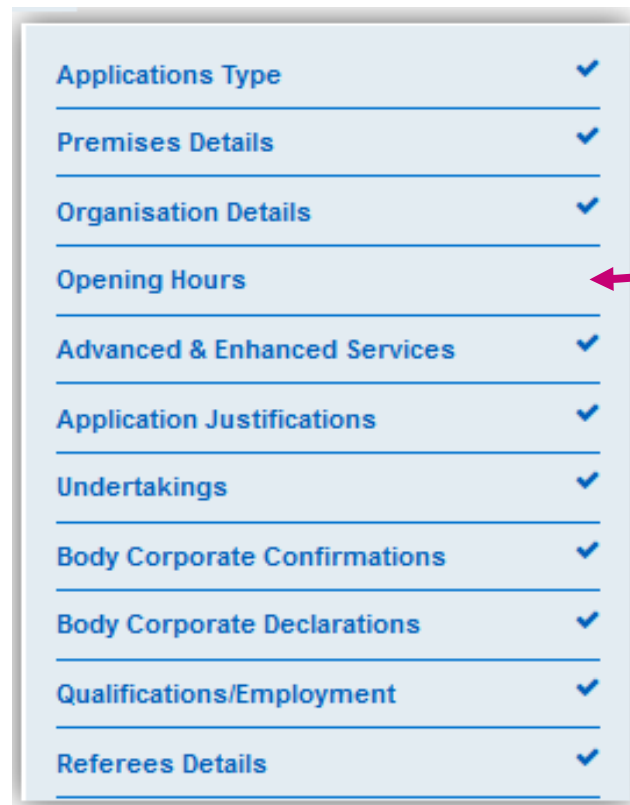 Applications Type
Premises Details
Organisation Details
Opening Hours
Advanced & Enhanced Services
Application Justifications
Undertakings
Body Corporate Confirmations
Body Corporate Declarations
Qualifications/Employment
Referees Details